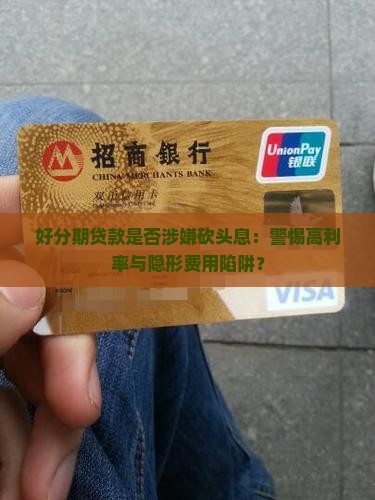 招商银行
CHINA MERCHANTS BANK
双币信用卡
UnionPay
银联
好分期贷款是否涉嫌砍头息：警惕高利
率与隐形费用陷阱？
VISA